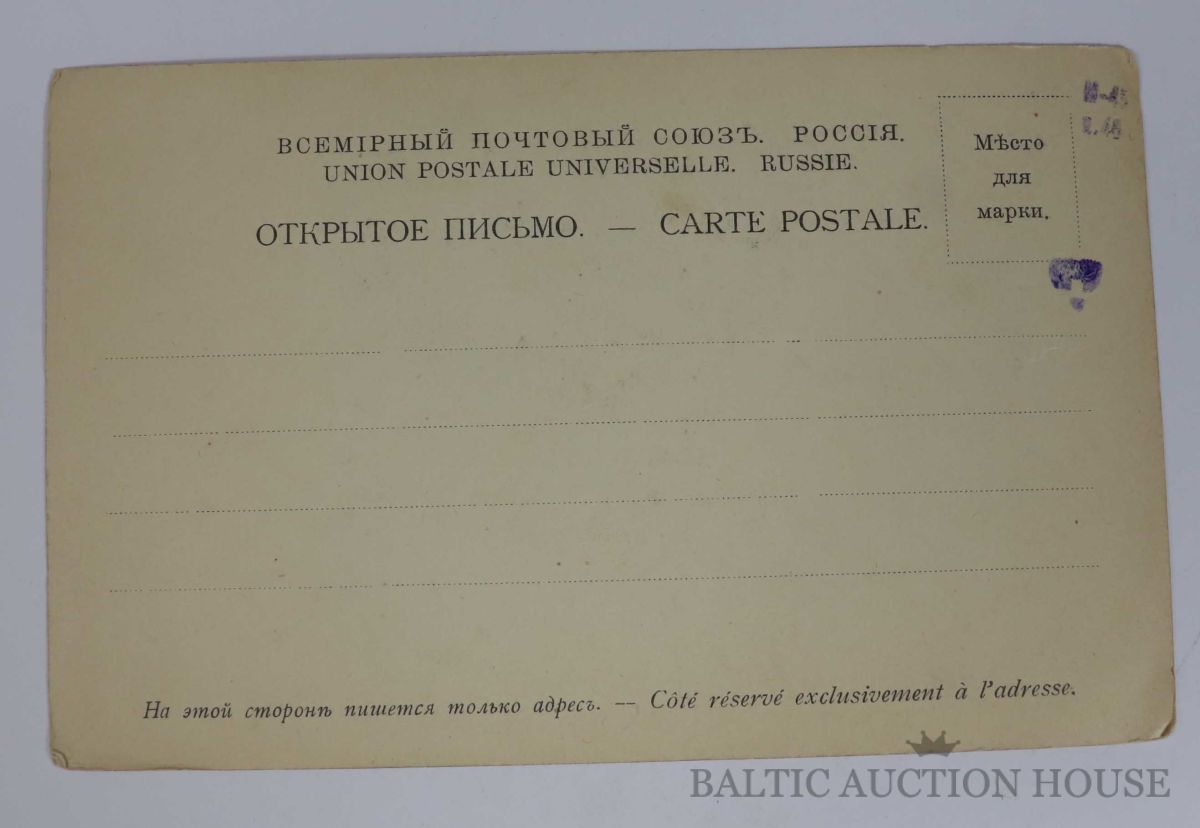 ВСЕМІРНЫЙ ПОЧТОВЫЙ СОЮЗЪ. РОССІЯ.
UNION POSTALE UNIVERSELLE. RUSSIE.
ОТКРЫТОЕ ПИСЬМО. — CARTE POSTALE.
Мѣсто
для
марки.
На этой сторонѣ пишется только адресъ. — Côté réservé exclusivement à l'adresse.
BALTIC AUCTION HOUSE